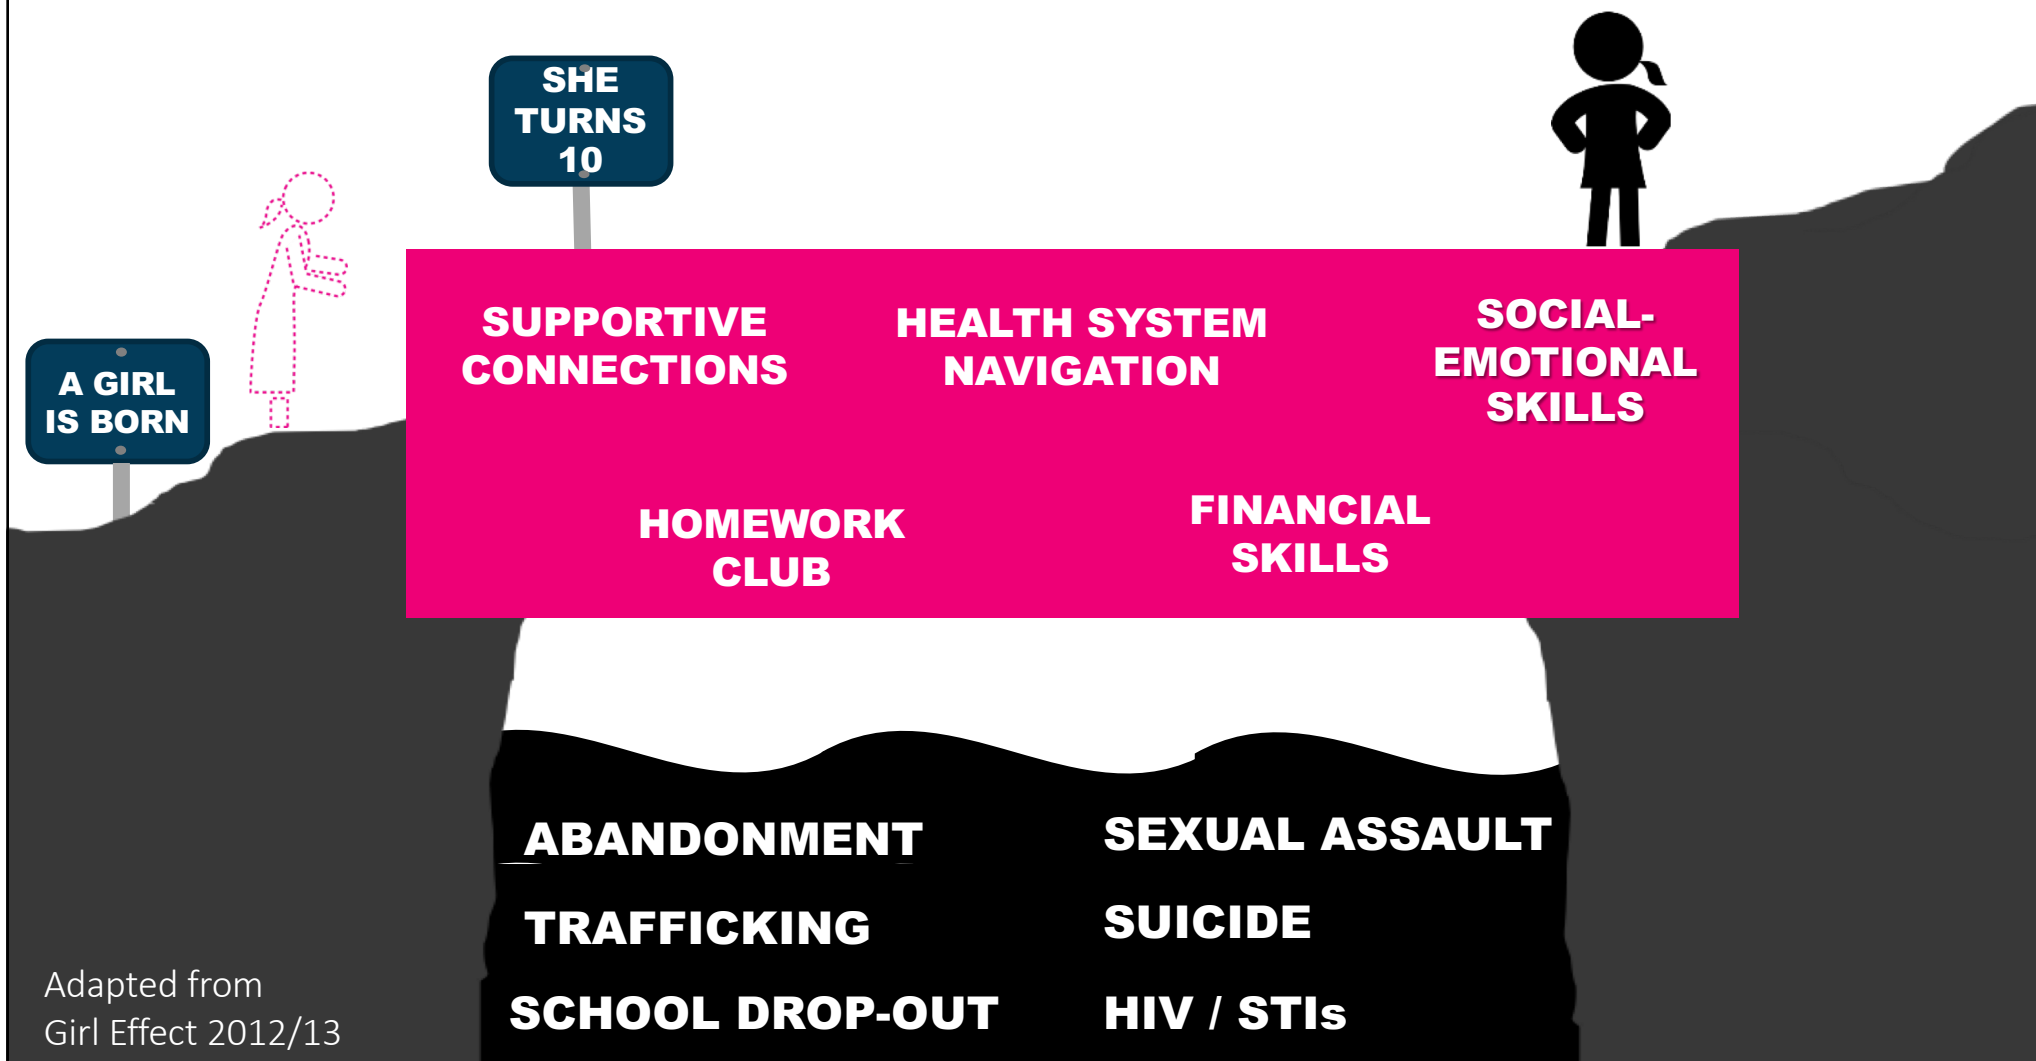 SHE
TURNS
10
A GIRL
IS BORN
SUPPORTIVE
CONNECTIONS
HEALTH SYSTEM
NAVIGATION
SOCIAL-
EMOTIONAL
SKILLS
HOMEWORK
CLUB
FINANCIAL
SKILLS
ABANDONMENT
SEXUAL ASSAULT
TRAFFICKING
SUICIDE
SCHOOL DROP-OUT
HIV / STIs
Adapted from
Girl Effect 2012/13